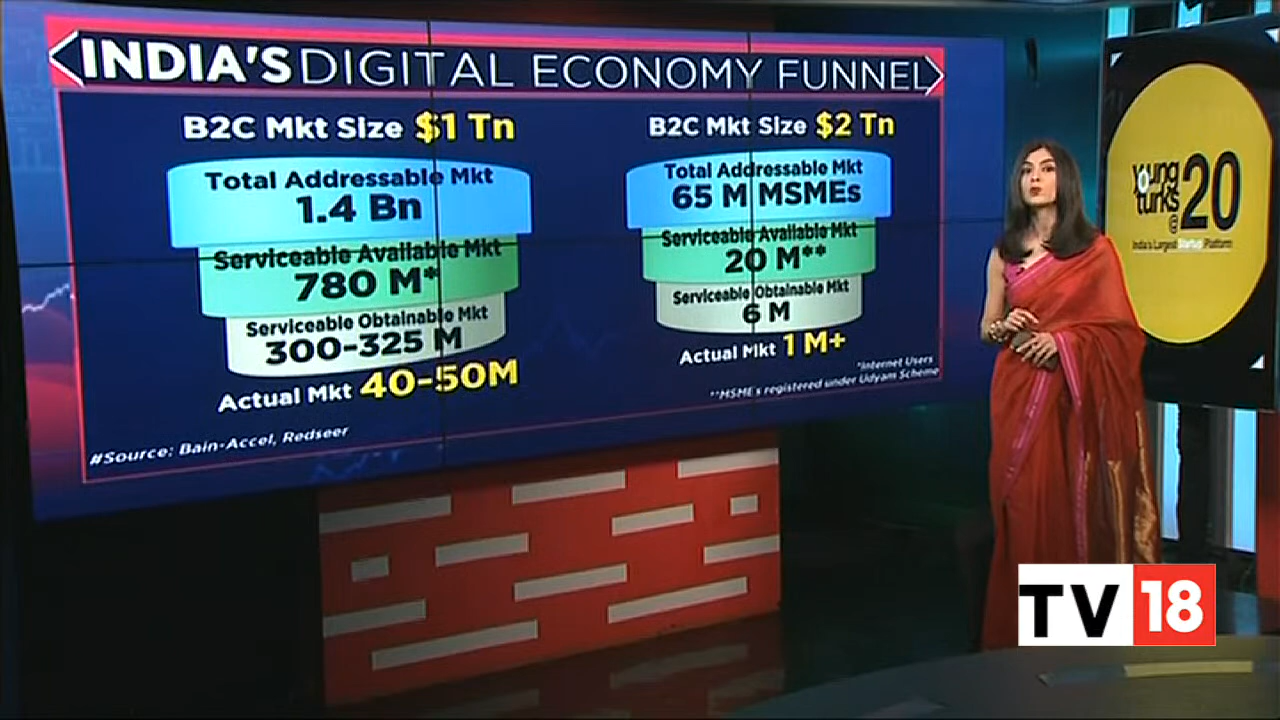 INDIA'S DIGITAL ECONOMY FUNNEL
B2C Mkt Size $1 Tn
Total Addressable Mkt
1.4 Bn
Serviceable Available Mkt
780 M*
Serviceable Obtainable Mkt
300-325 M
Actual Mkt 40-50M
#Source: Bain-Accel, Redseer
B2C Mkt Size $2 Tn
Total Addressable Mkt
65 M MSMEs
Serviceable Available Mkt
20 M**
Serviceable Obtainable Mkt
6 M
Actual Mkt 1 M+
*Internet Users
**MSMEs registered under Udyam Scheme
Young
turks
@20
India's Largest Startup Platform
TV18